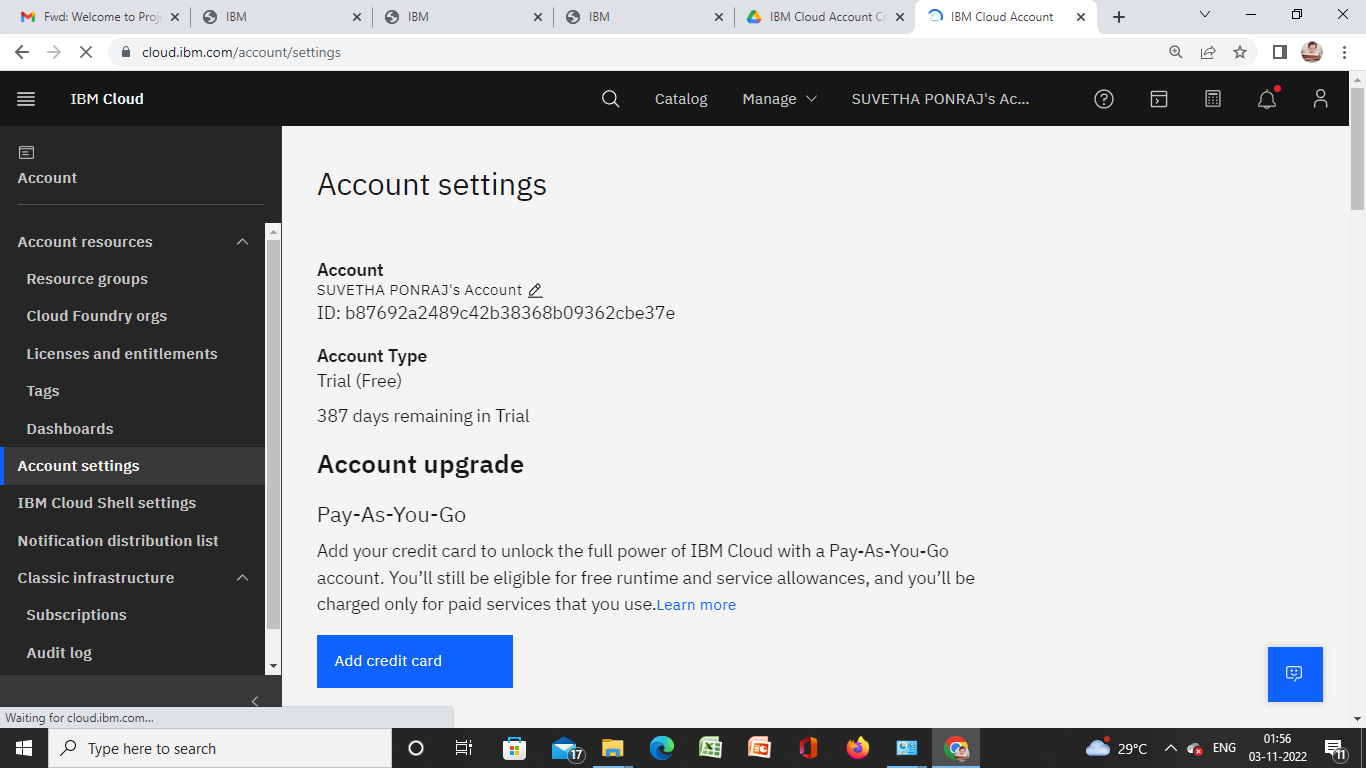 Fwd: Welcome to Proj
IBM
IBM
IBM
IBM Cloud Account Cr
IBM Cloud Account
cloud.ibm.com/account/settings
IBM Cloud
Catalog
Manage
SUVETHA PONRAJ's Ac...
Account
Account resources
Resource groups
Cloud Foundry orgs
Licenses and entitlements
Tags
Dashboards
Account settings
IBM Cloud Shell settings
Notification distribution list
Classic infrastructure
Subscriptions
Audit log
Account settings
Account
SUVETHA PONRAJ's Account
ID: b87692a2489c42b38368b09362cbe37e
Account Type
Trial (Free)
387 days remaining in Trial
Account upgrade
Pay-As-You-Go
Add your credit card to unlock the full power of IBM Cloud with a Pay-As-You-Go
account. You’ll still be eligible for free runtime and service allowances, and you’ll be
charged only for paid services that you use.Learn more
Add credit card
Waiting for cloud.ibm.com...
Type here to search
17
29°C
ENG
01:56
03-11-2022
11